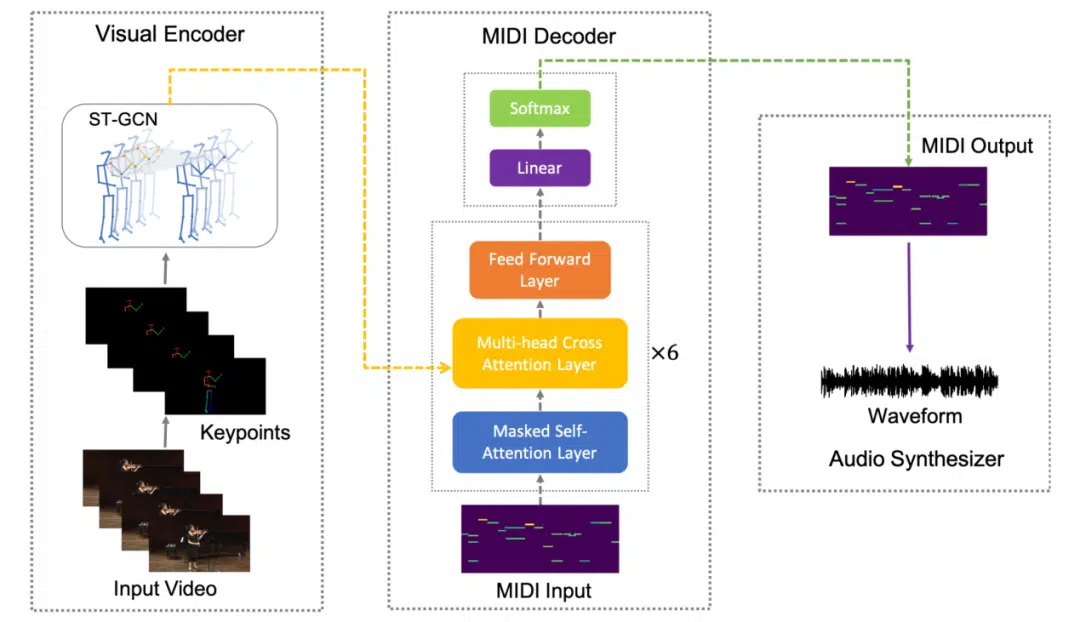 Visual Encoder
ST-GCN
Keypoints
Input Video
MIDI Decoder
Softmax
Linear
Feed Forward
Layer
Multi-head Cross
Attention Layer
×6
Masked Self-
Attention Layer
MIDI Input
MIDI Output
Waveform
Audio Synthesizer